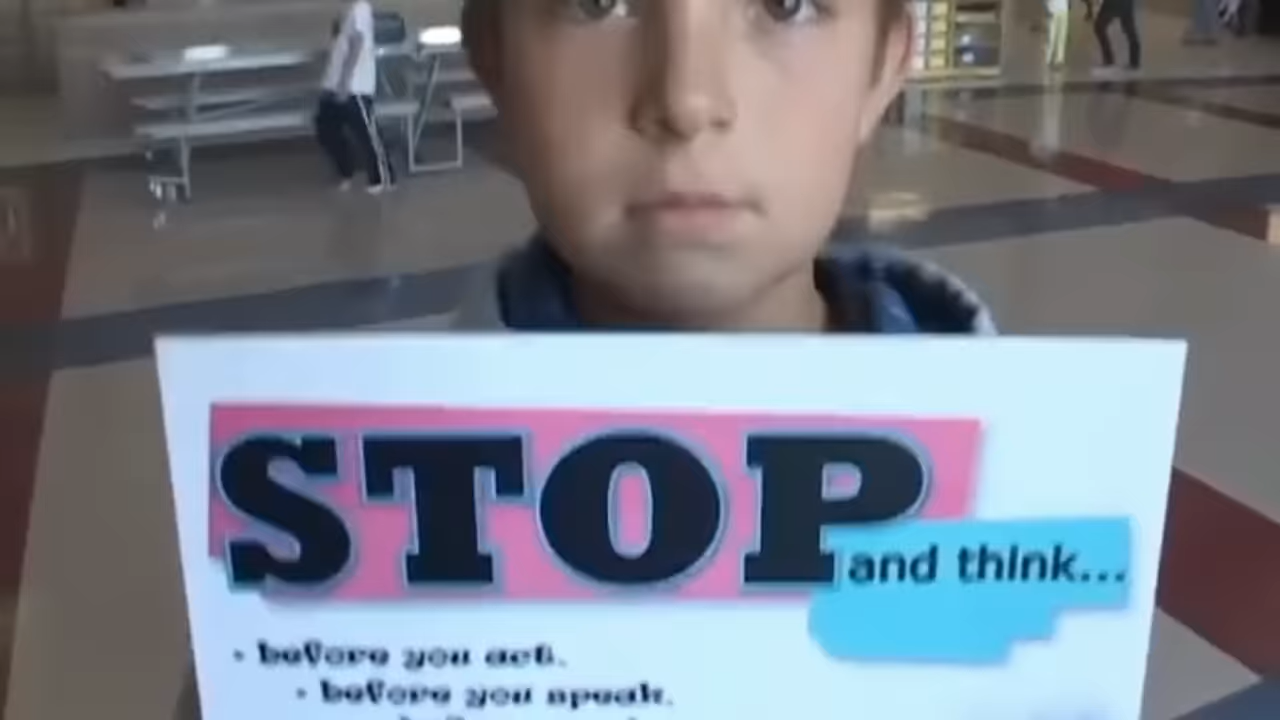 STOP
and think...
• before you act.
• before you speak.